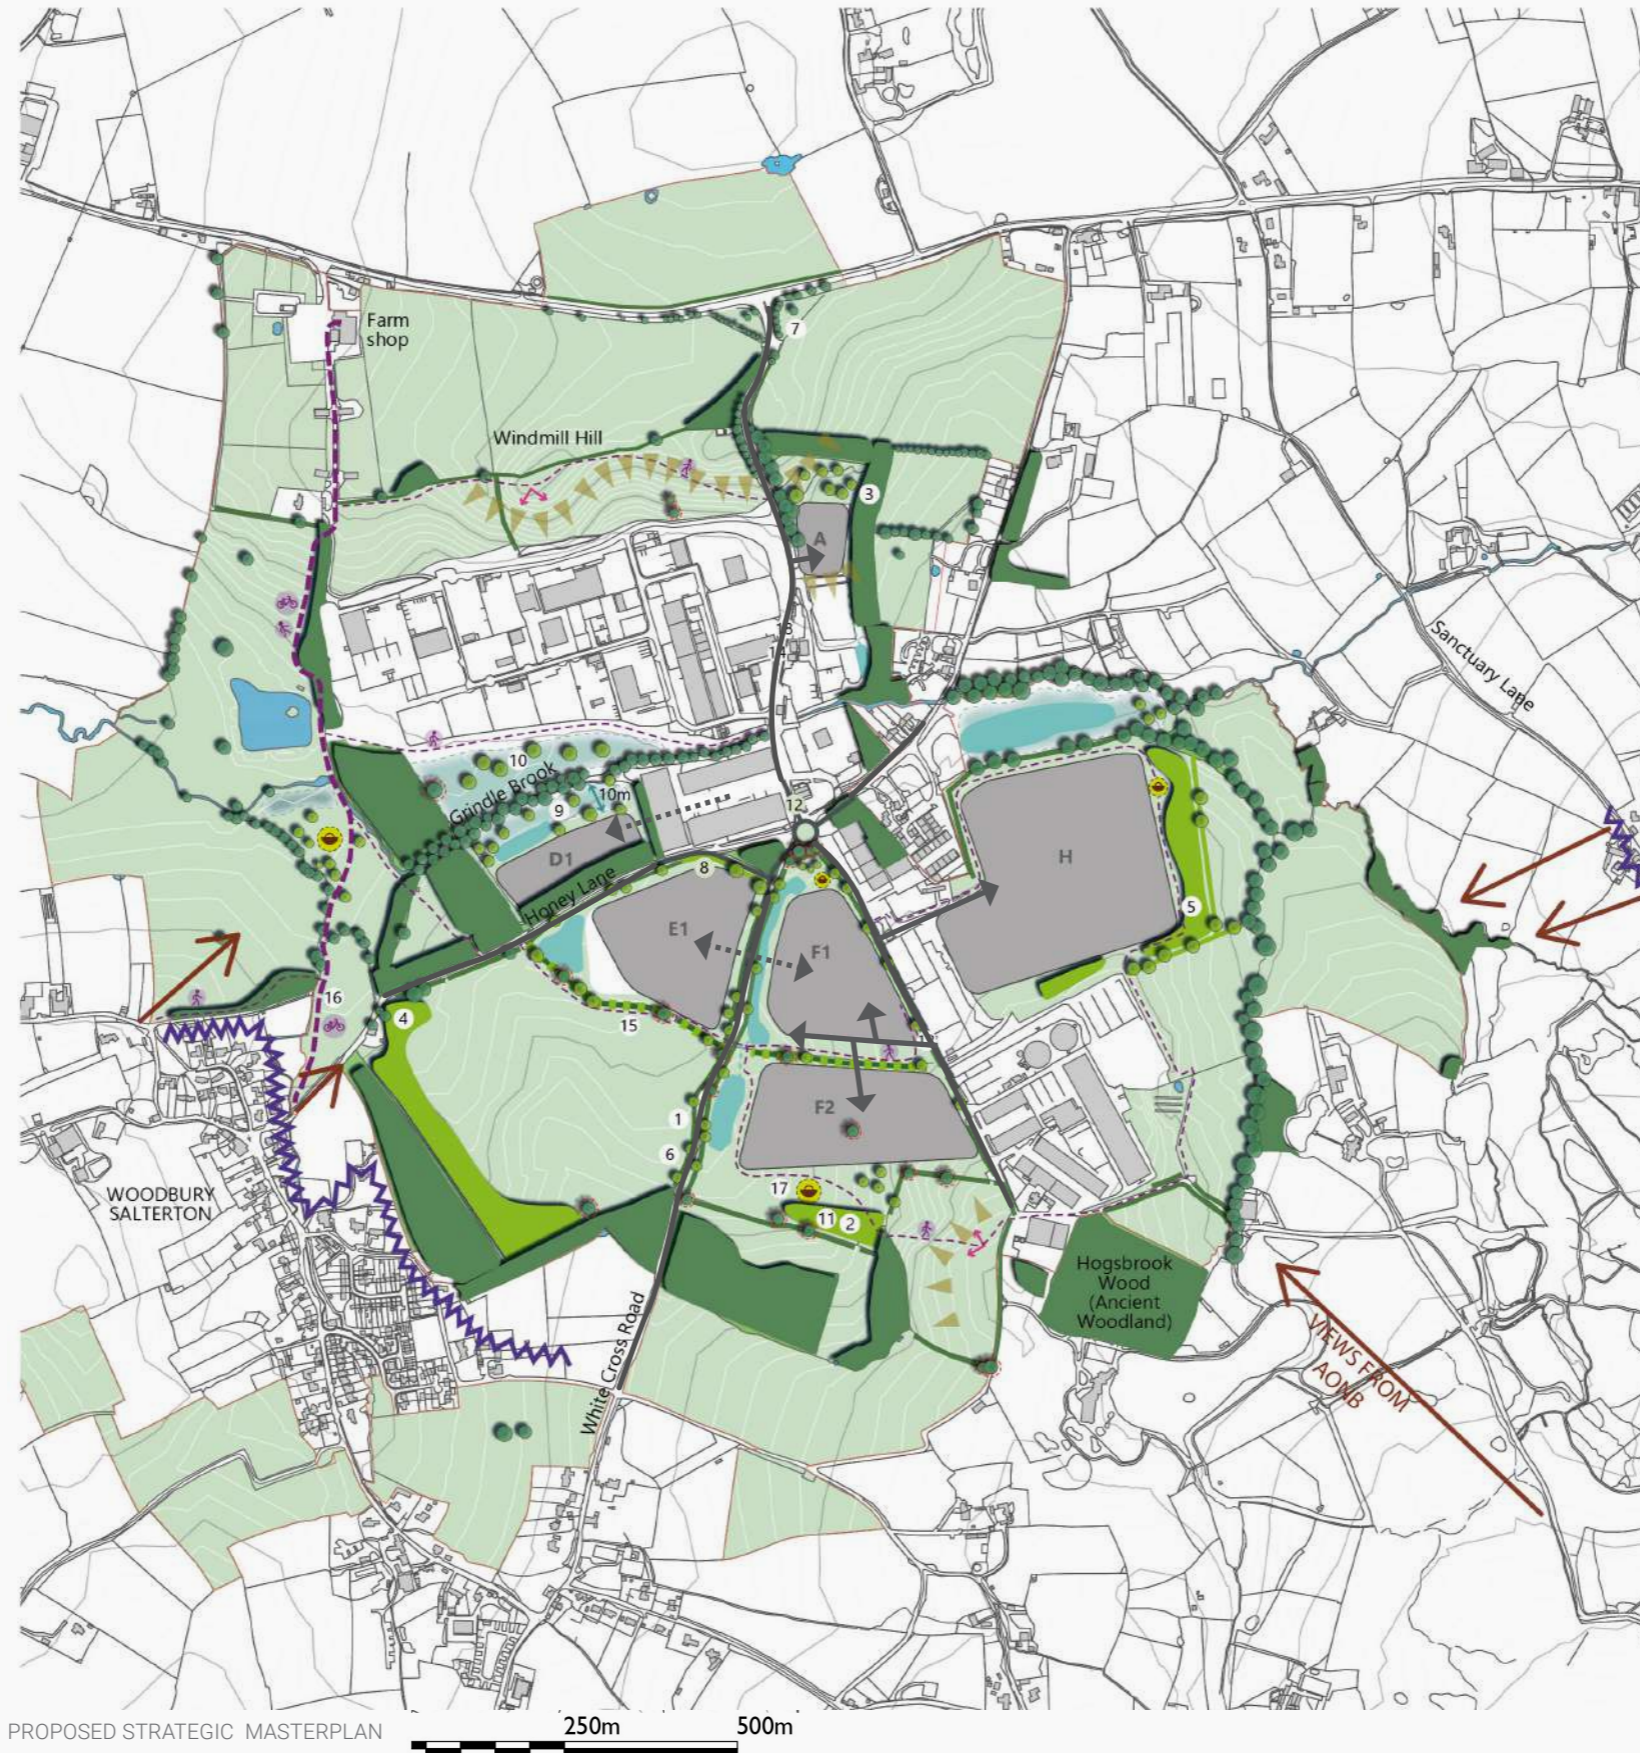 Farm
shop
7
Windmill Hill
3
A
13
14
Sanctuary Lane
10
Grindle Brook
10m
9
12
D1
H
8
Honey Lane
5
E1
F1
16
4
15
1
F2
6
17
11
2
WOODBURY
SALTERTON
Hogsbrook
Wood
(Ancient
Woodland)
VIEWS FROM
AONB
White Cross Road
PROPOSED STRATEGIC MASTERPLAN
250m
500m